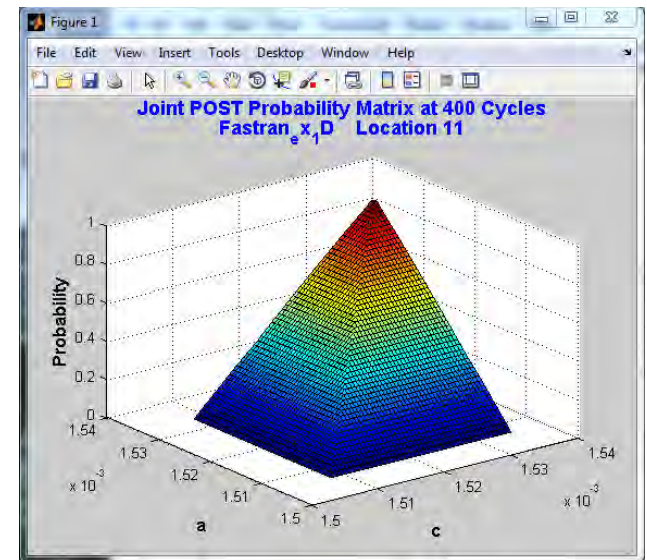 Figure 1
File Edit View Insert Tools Desktop Window Help
Joint POST Probability Matrix at 400 Cycles
Fastran_ex_1D Location 11
Probability
1
0.8
0.6
0.4
0.2
0
1.54
1.53
1.52
1.51
1.5
x 10^-3
a
1.5
1.51
1.52
1.53
1.54
x 10^-3
c